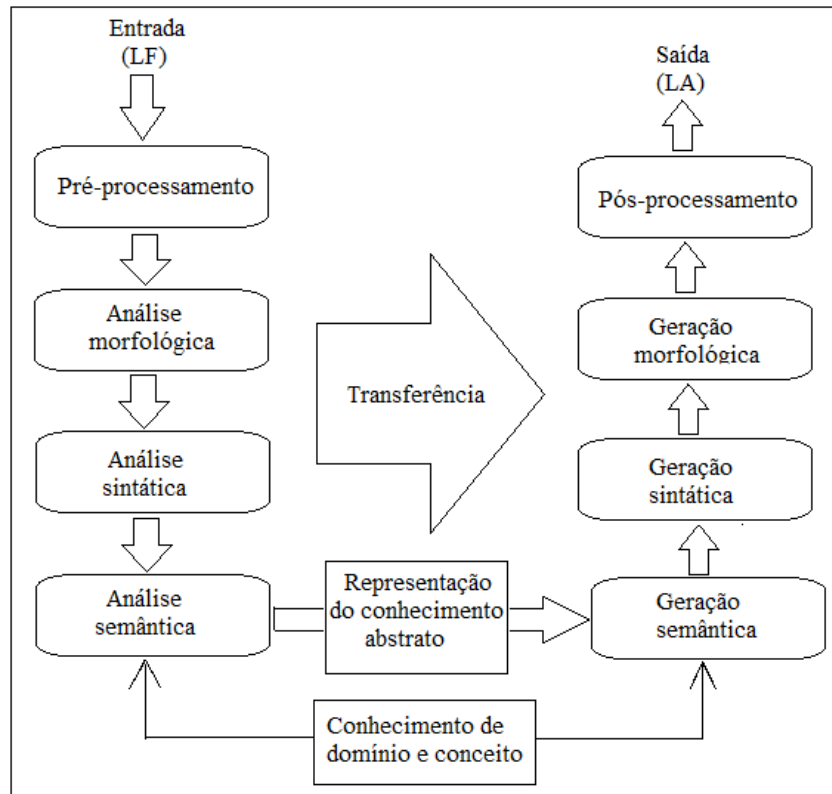 Entrada
(LF)
Saída
(LA)
Pré-processamento
Pós-processamento
Análise
morfológica
Geração
morfológica
Transferência
Análise
sintática
Geração
sintática
Análise
semântica
Representação
do conhecimento
abstrato
Geração
semântica
Conhecimento de
domínio e conceito